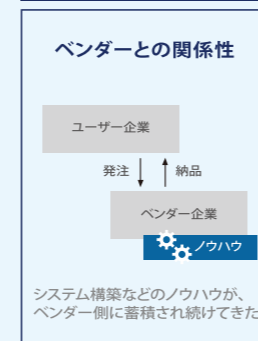 ベンダーとの関係性
ユーザー企業
発注
納品
ベンダー企業
ノウハウ
システム構築などのノウハウが、
ベンダー側に蓄積され続けてきた